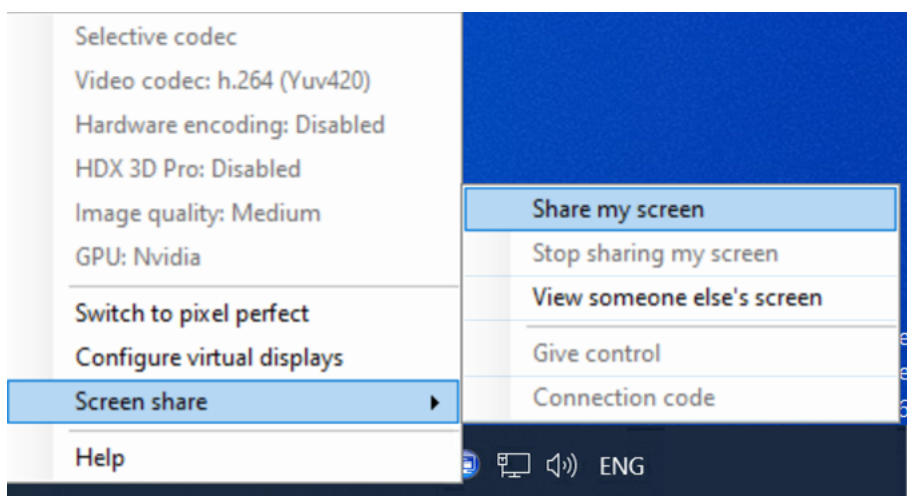 Selective codec
Video codec: h.264 (Yuv420)
Hardware encoding: Disabled
HDX 3D Pro: Disabled
Image quality: Medium
GPU: Nvidia
Switch to pixel perfect
Configure virtual displays
Screen share
Help
Share my screen
Stop sharing my screen
View someone else's screen
Give control
Connection code
ENG